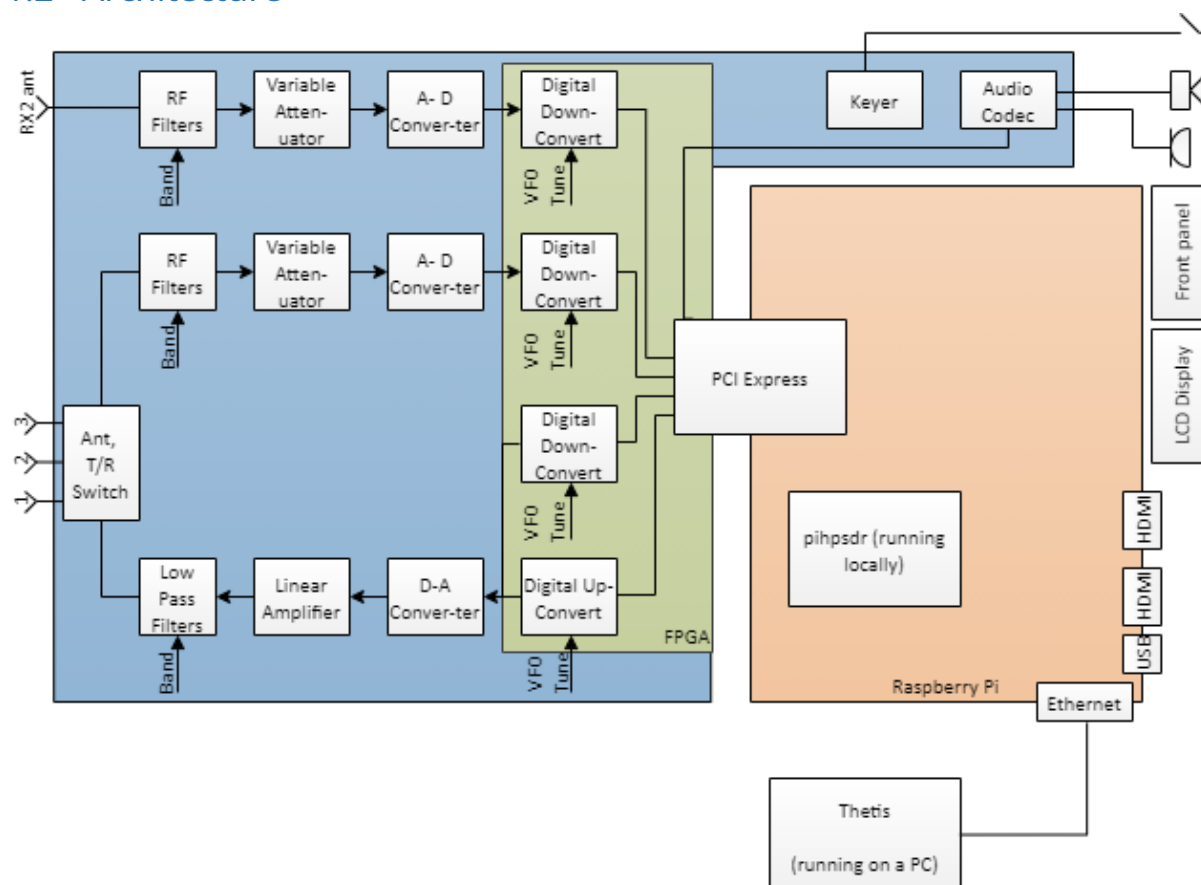 RX2 ant
RF
Filters
Variable
Atten-
uator
A- D
Conver-ter
Digital
Down-
Convert
Keyer
Audio
Codec
Band
VFO
Tune
RF
Filters
Variable
Atten-
uator
A- D
Conver-ter
Digital
Down-
Convert
Front panel
Band
VFO
Tune
PCI Express
LCD Display
3
2
1
Ant,
T/R
Switch
Digital
Down-
Convert
VFO
Tune
pihpsdr (running
locally)
HDMI
HDMI
USB
Low
Pass
Filters
Linear
Amplifier
D-A
Conver-ter
Digital Up-
Convert
FPGA
Band
VFO
Tune
Raspberry Pi
Ethernet
Thetis
(running on a PC)